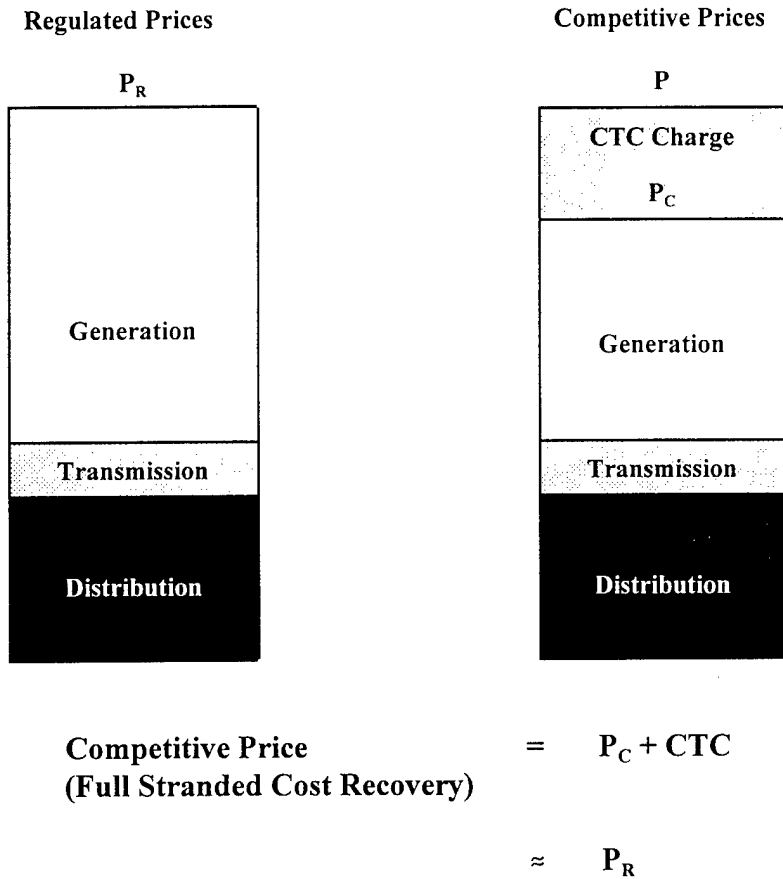 Regulated Prices
Competitive Prices
P_R
P
CTC Charge
P_C
Generation
Generation
Transmission
Transmission
Distribution
Distribution
Competitive Price = P_C + CTC
(Full Stranded Cost Recovery)
≈ P_R